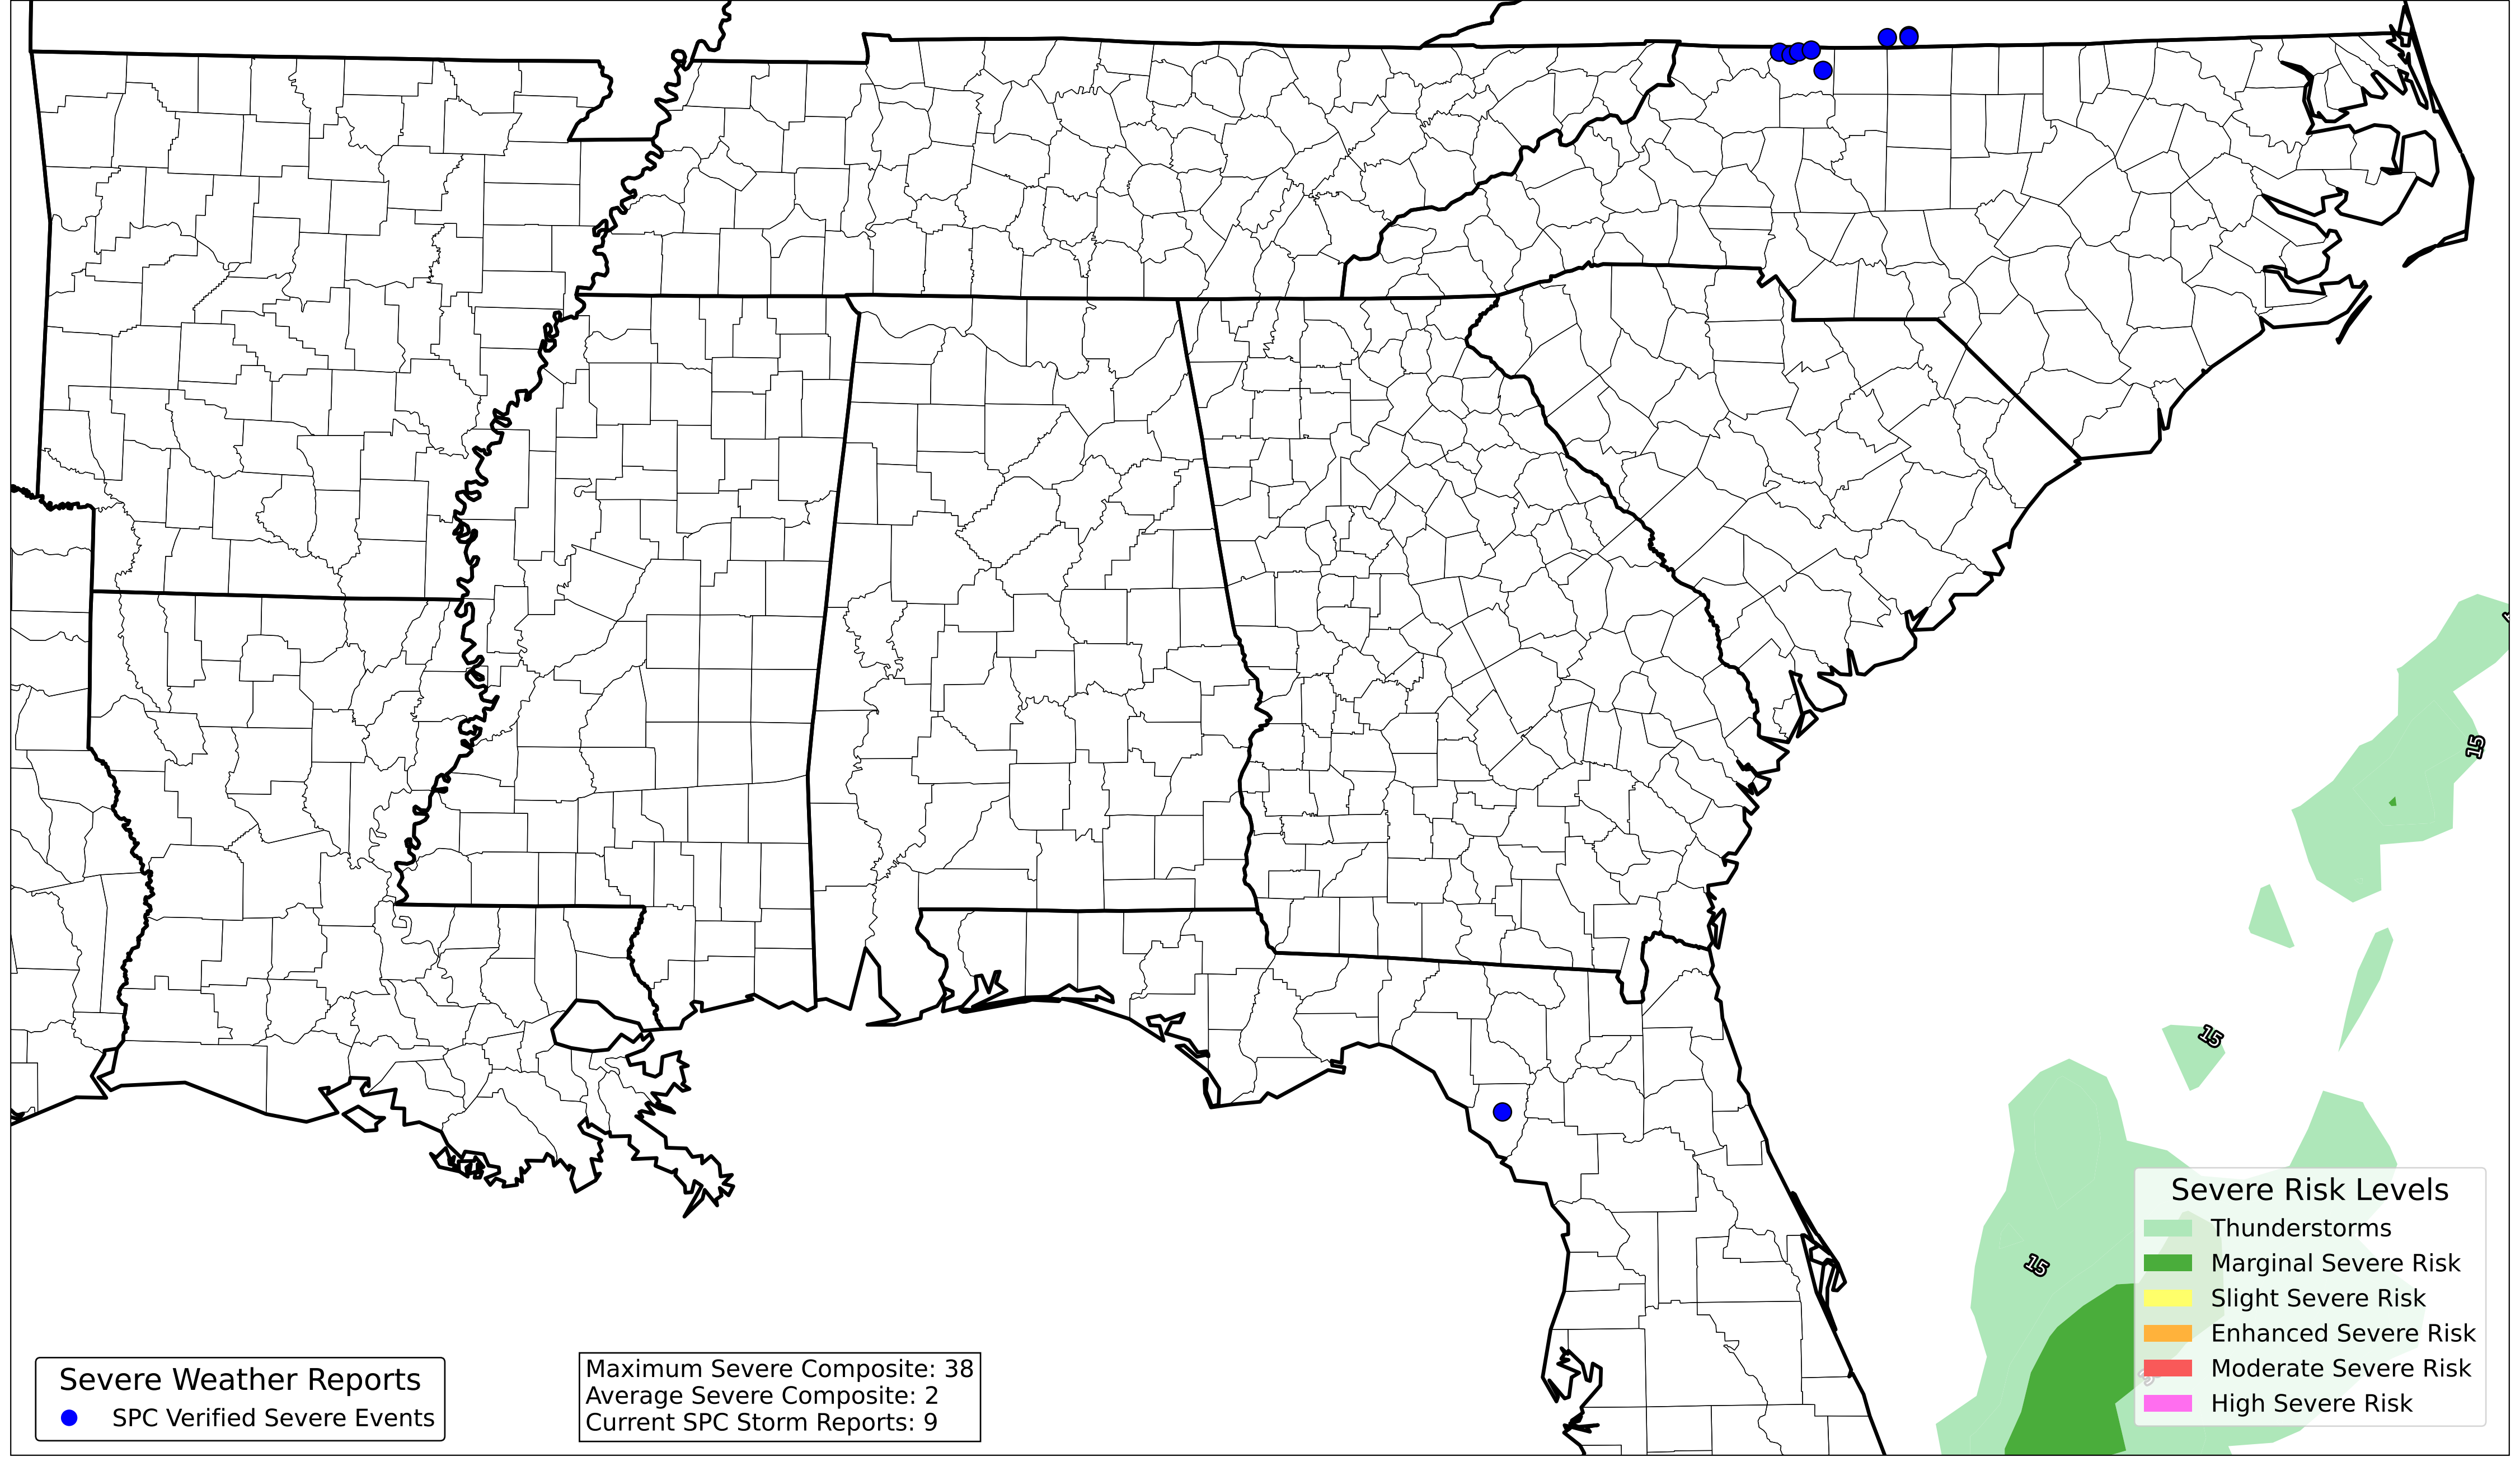 15
15
15
Severe Risk Levels
Thunderstorms
Marginal Severe Risk
Slight Severe Risk
Enhanced Severe Risk
Moderate Severe Risk
High Severe Risk
Severe Weather Reports
SPC Verified Severe Events
Maximum Severe Composite: 38
Average Severe Composite: 2
Current SPC Storm Reports: 9